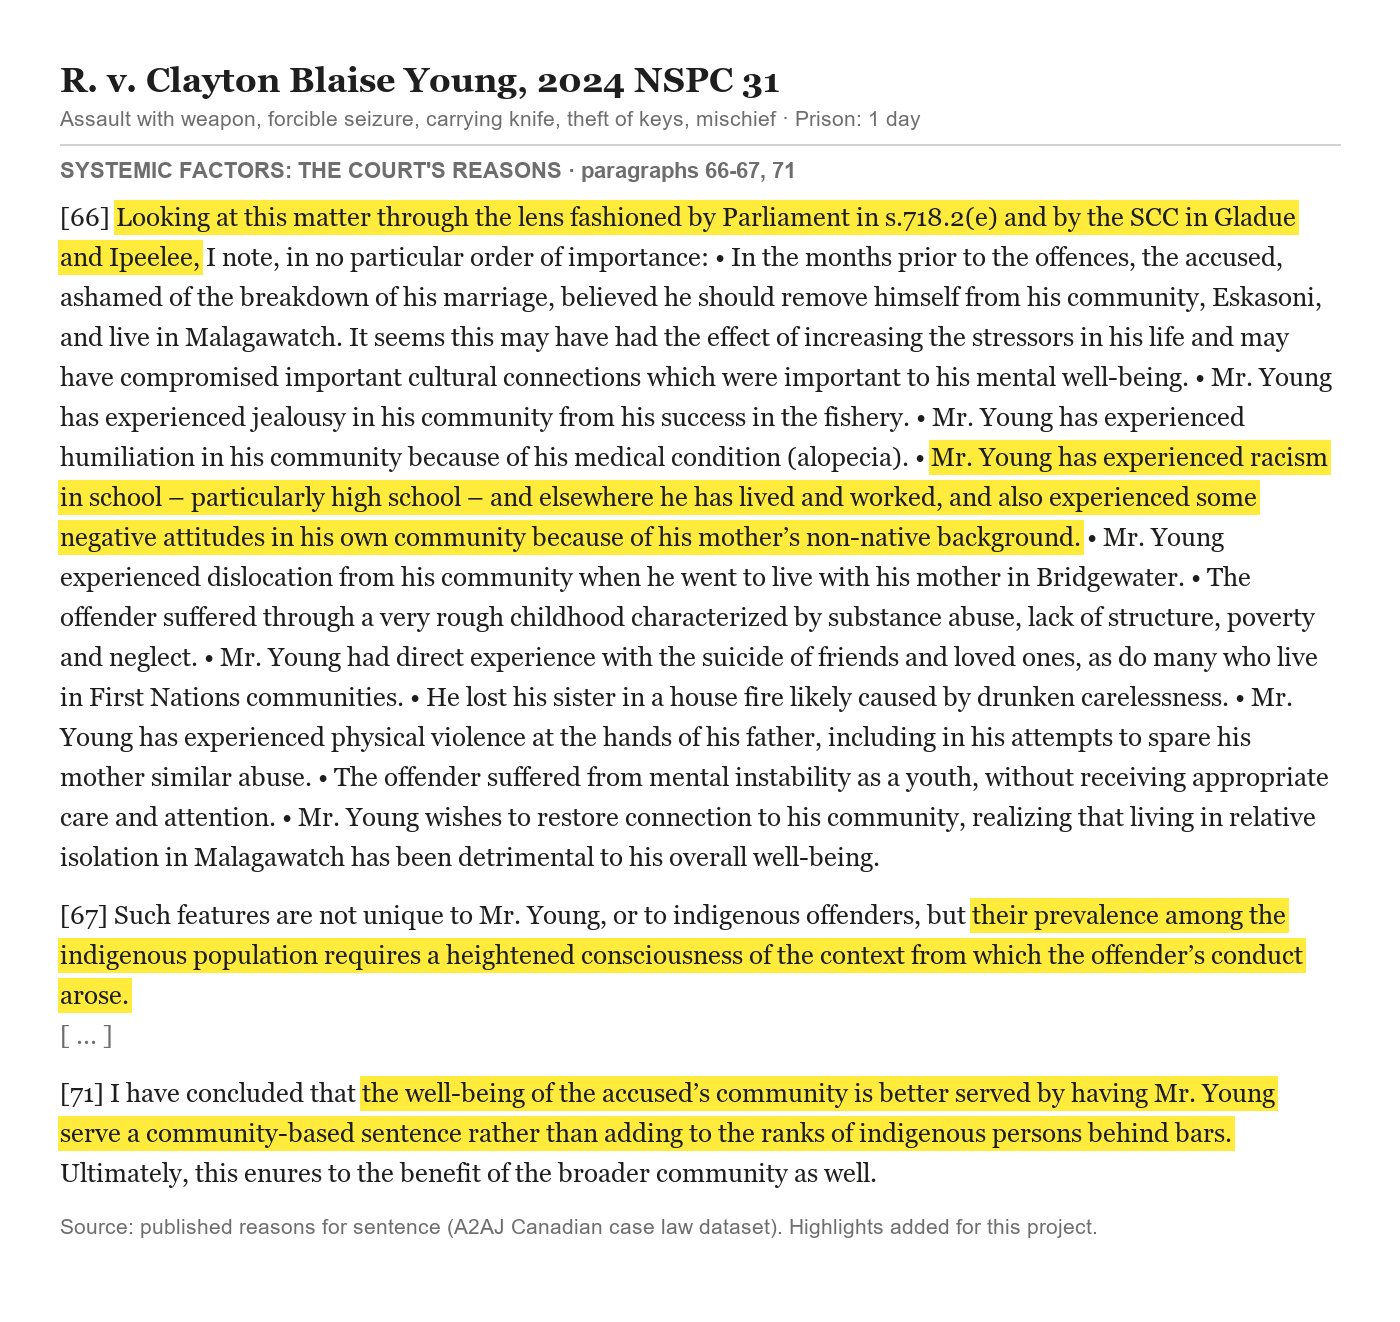 R. v. Clayton Blaise Young, 2024 NSPC 31
Assault with weapon, forcible seizure, carrying knife, theft of keys, mischief · Prison: 1 day
SYSTEMIC FACTORS: THE COURT'S REASONS · paragraphs 66-67, 71
[66] Looking at this matter through the lens fashioned by Parliament in s.718.2(e) and by the SCC in Gladue
and Ipeelee, I note, in no particular order of importance: • In the months prior to the offences, the accused,
ashamed of the breakdown of his marriage, believed he should remove himself from his community, Eskasoni,
and live in Malagawatch. It seems this may have had the effect of increasing the stressors in his life and may
have compromised important cultural connections which were important to his mental well-being. • Mr. Young
has experienced jealousy in his community from his success in the fishery. • Mr. Young has experienced
humiliation in his community because of his medical condition (alopecia). • Mr. Young has experienced racism
in school – particularly high school – and elsewhere he has lived and worked, and also experienced some
negative attitudes in his own community because of his mother’s non-native background. • Mr. Young
experienced dislocation from his community when he went to live with his mother in Bridgewater. • The
offender suffered through a very rough childhood characterized by substance abuse, lack of structure, poverty
and neglect. • Mr. Young had direct experience with the suicide of friends and loved ones, as do many who live
in First Nations communities. • He lost his sister in a house fire likely caused by drunken carelessness. • Mr.
Young has experienced physical violence at the hands of his father, including in his attempts to spare his
mother similar abuse. • The offender suffered from mental instability as a youth, without receiving appropriate
care and attention. • Mr. Young wishes to restore connection to his community, realizing that living in relative
isolation in Malagawatch has been detrimental to his overall well-being.
[67] Such features are not unique to Mr. Young, or to indigenous offenders, but their prevalence among the
indigenous population requires a heightened consciousness of the context from which the offender’s conduct
arose.
[ ... ]
[71] I have concluded that the well-being of the accused’s community is better served by having Mr. Young
serve a community-based sentence rather than adding to the ranks of indigenous persons behind bars.
Ultimately, this enures to the benefit of the broader community as well.
Source: published reasons for sentence (A2AJ Canadian case law dataset). Highlights added for this project.